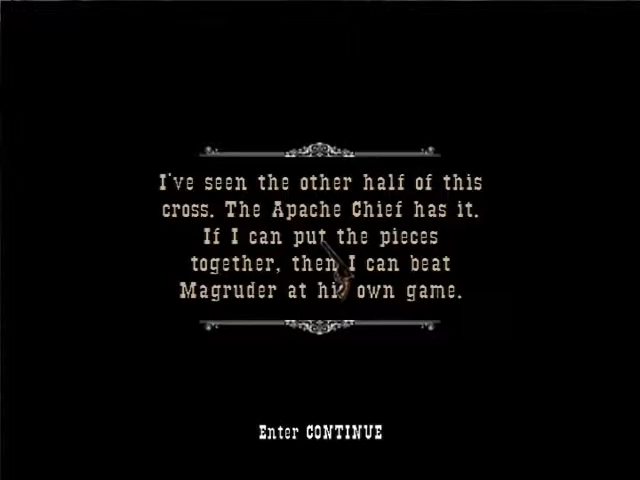 I've seen the other half of this
cross. The Apache Chief has it.
If I can put the pieces
together, then I can beat
Magruder at his own game.
Enter CONTINUE